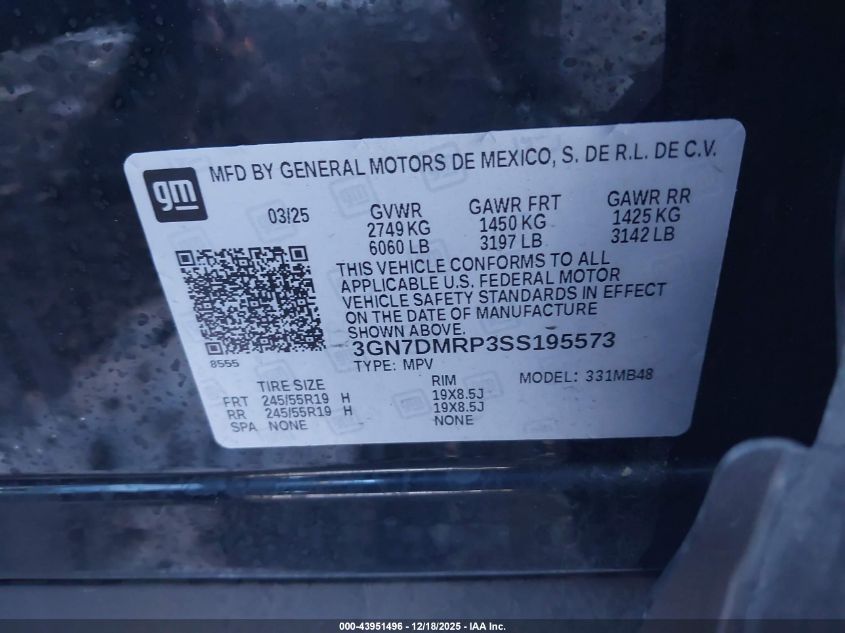 gm
MFD BY GENERAL MOTORS DE MEXICO, S. DE R.L. DE C.V.
03/25 GVWR GAWR FRT GAWR RR
2749 KG 1450 KG 1425 KG
6060 LB 3197 LB 3142 LB
THIS VEHICLE CONFORMS TO ALL
APPLICABLE U.S. FEDERAL MOTOR
VEHICLE SAFETY STANDARDS IN EFFECT
ON THE DATE OF MANUFACTURE
SHOWN ABOVE.
8555
3GN7DMRP3SS195573
TYPE: MPV
MODEL: 331MB48
TIRE SIZE RIM
FRT 245/55R19 H 19X8.5J
RR 245/55R19 H 19X8.5J
SPA NONE NONE
000-43951496 - 12/18/2025 - IAA Inc.